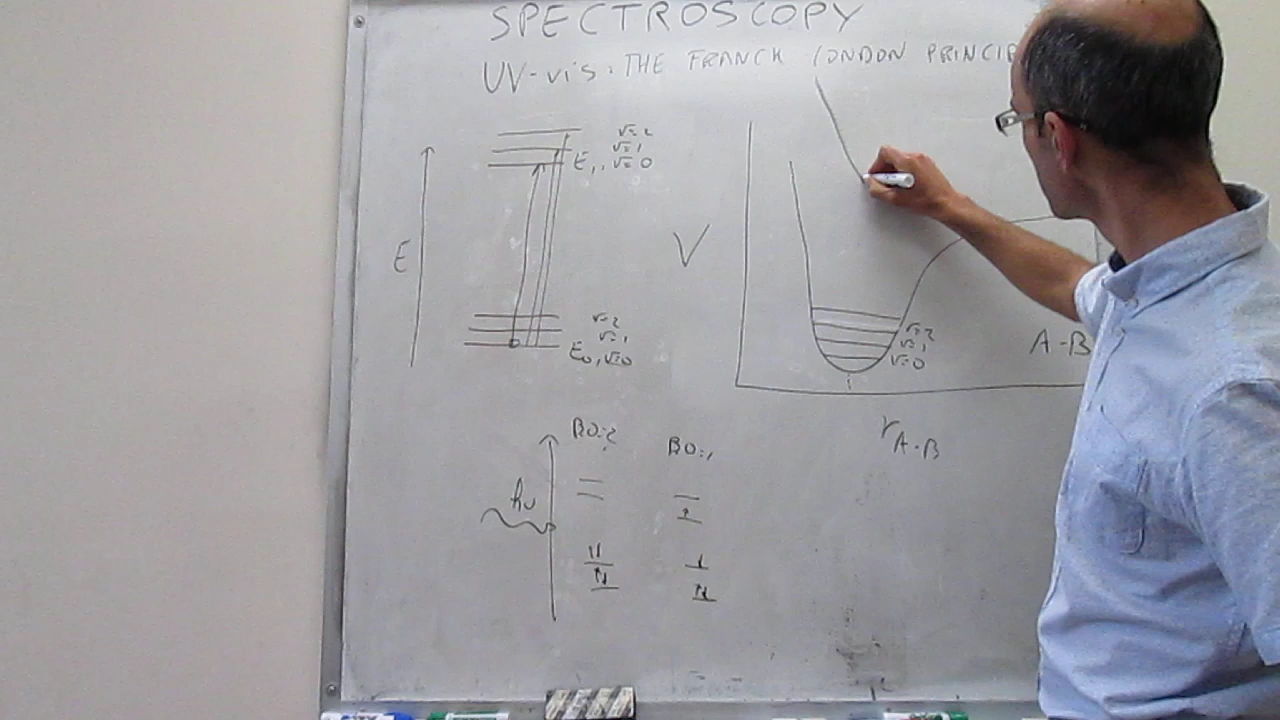 SPECTROSCOPY
UV-vis: THE FRANCK CONDON PRINCIP
v=2
v=1
E₁, v=0
E
V
v=2
v=1
E₀, v=0
v=2
v=1
v=0
A-B
r A-B
BO:2
BO:1
hν